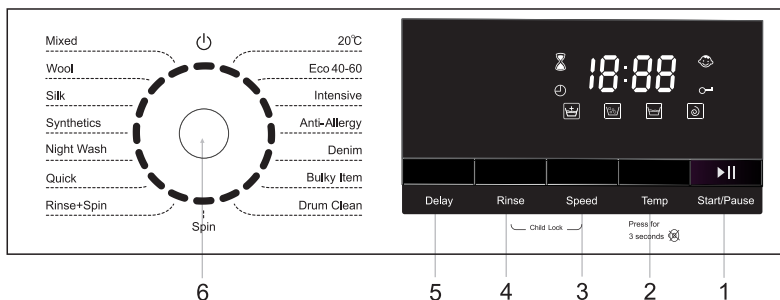 Mixed
Wool
Silk
Synthetics
Night Wash
Quick
Rinse+Spin
Spin
20℃
Eco 40-60
Intensive
Anti-Allergy
Denim
Bulky Item
Drum Clean
18:88
Delay Rinse Speed Temp Start/Pause
Child Lock
Press for
3 seconds
6 5 4 3 2 1